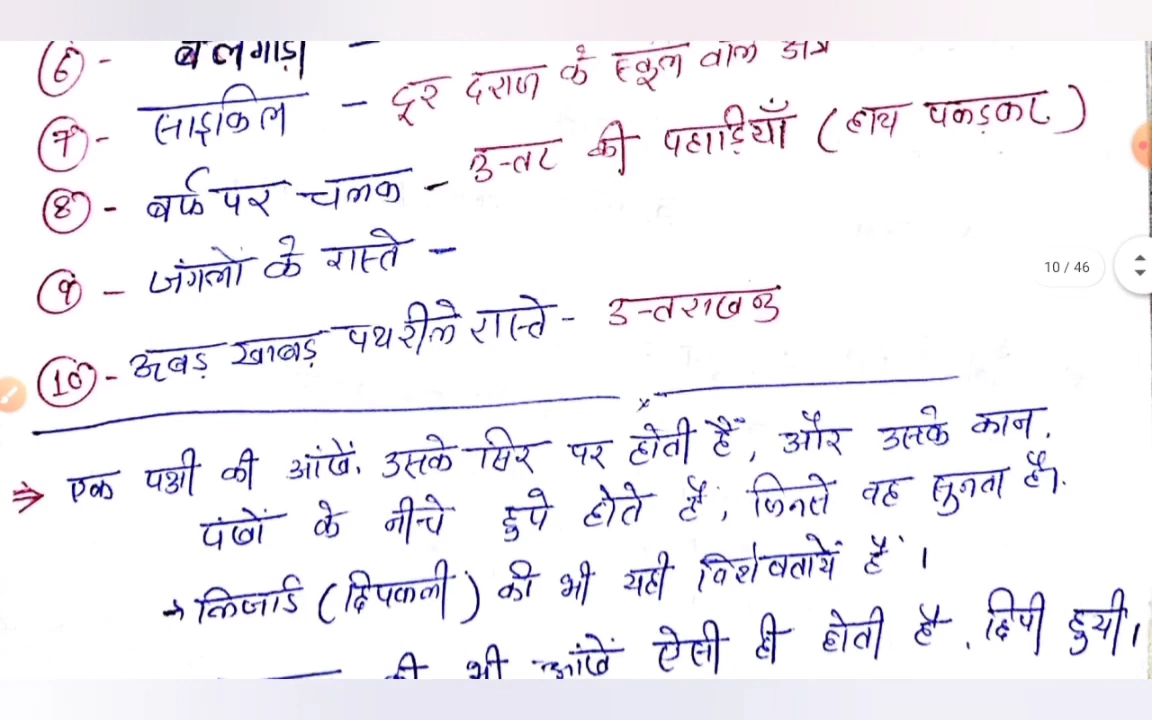 ⑥ - बैलगाड़ी -
⑦ - साइकिल - दूर दराज के स्कूल वाले छात्र
⑧ - बर्फ पर चलक - उत्तर की पहाड़ियाँ (हाथ पकड़कर)
⑨ - जंगलों के रास्ते -
⑩ - ऊबड़ खाबड़ पथरीले रास्ते - उत्तराखण्ड
10 / 46
⇒ एक पक्षी की आंखें, उसके सिर पर होती हैं, और उसके कान,
पंखों के नीचे छुपे होते हैं, जिनसे वह सुनता है।
→ लिजार्ड (छिपकली) की भी यही विशेषतायें हैं।
की भी आंखें ऐसी ही होती है, छिपी हुयी।